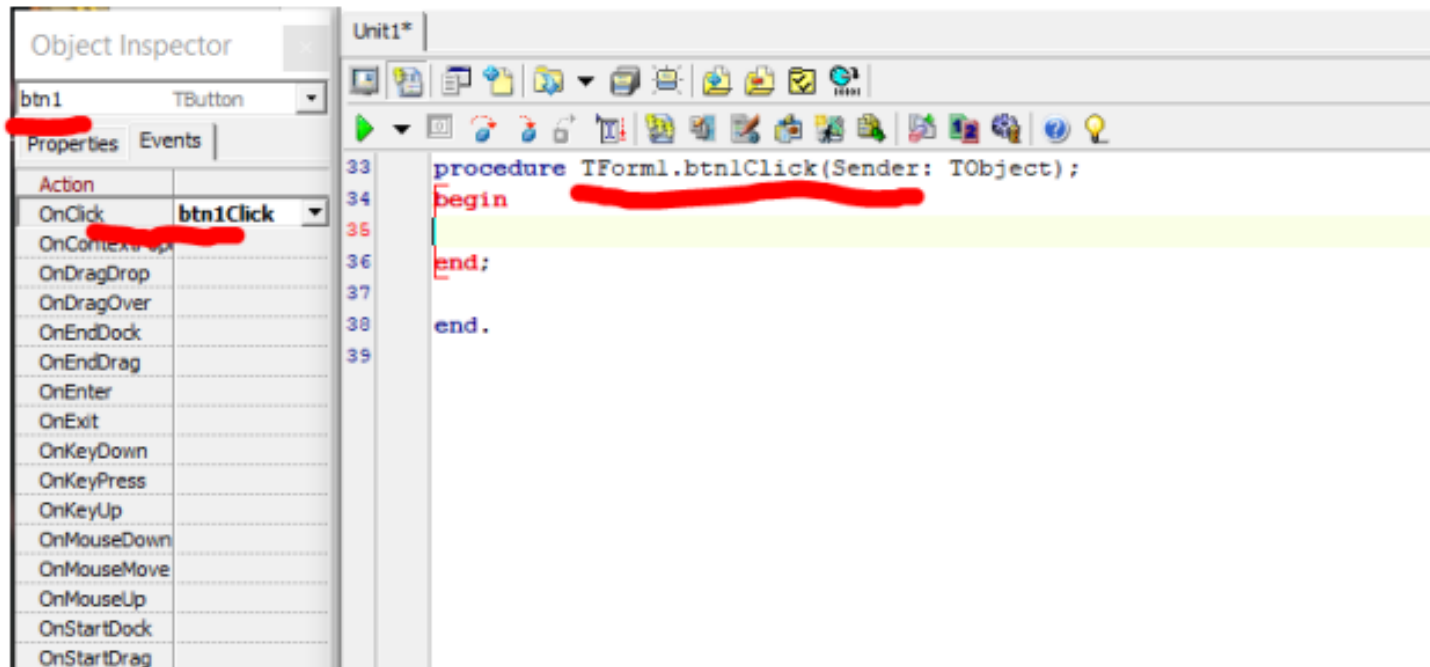 Object Inspector
btn1 TButton
Properties Events
Action
OnClick btn1Click
OnDragDrop
OnDragOver
OnEndDock
OnEndDrag
OnEnter
OnExit
OnKeyDown
OnKeyPress
OnKeyUp
OnMouseDown
OnMouseMove
OnMouseUp
OnStartDock
OnStartDrag
Unit1*
33 procedure TForm1.btn1Click(Sender: TObject);
34 begin
35
36 end;
37
38 end.
39